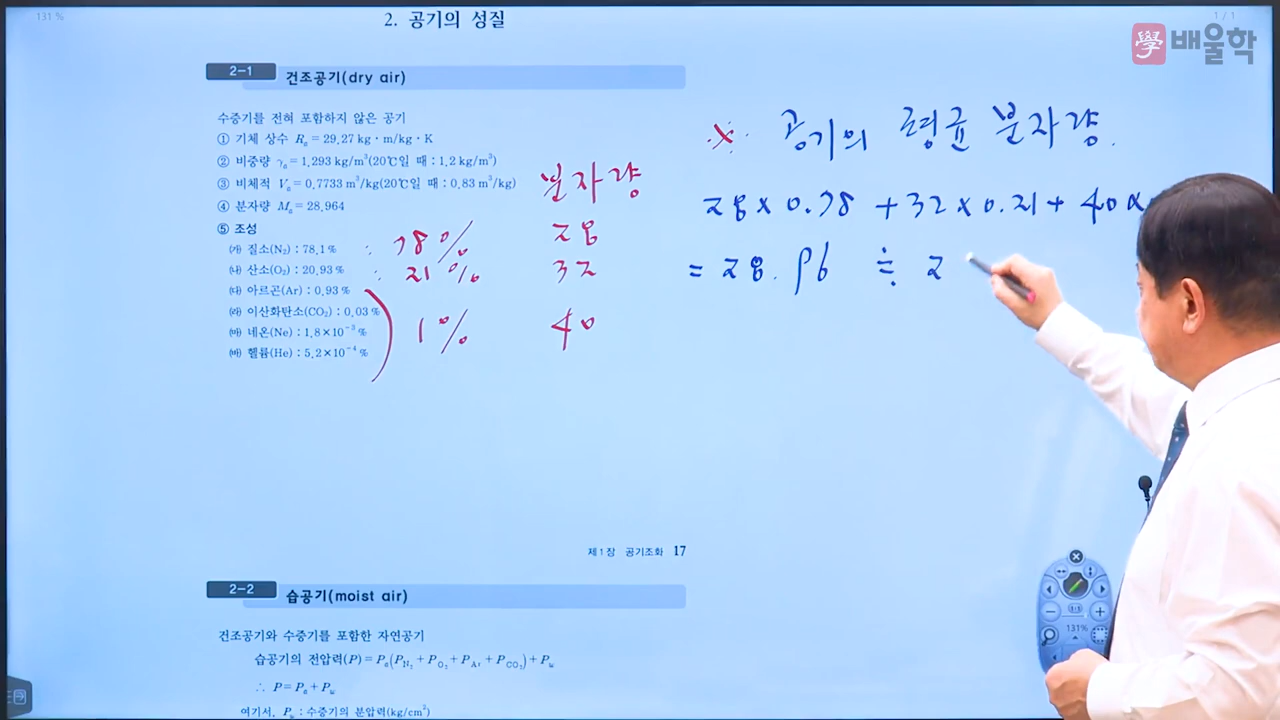 131 %
1 / 1
學 배울학
2. 공기의 성질
2-1 건조공기(dry air)
수증기를 전혀 포함하지 않은 공기
① 기체 상수 Rₐ = 29.27 kg · m/kg · K
② 비중량 γₐ = 1.293 kg/m³(20℃일 때 : 1.2 kg/m³)
③ 비체적 Vₐ = 0.7733 m³/kg(20℃일 때 : 0.83 m³/kg)
④ 분자량 Mₐ = 28.964
⑤ 조성
㈎ 질소(N₂) : 78.1 %
㈏ 산소(O₂) : 20.93 %
㈐ 아르곤(Ar) : 0.93 %
㈑ 이산화탄소(CO₂) : 0.03 %
㈒ 네온(Ne) : 1.8×10⁻³ %
㈓ 헬륨(He) : 5.2×10⁻⁴ %
분자량
: 78% 28
: 21% 32
1% 40
※ 공기의 평균 분자량.
28 × 0.78 + 32 × 0.21 + 40 ×
= 28.96 ≒ 2
제 1 장 공기조화 17
2-2 습공기(moist air)
건조공기와 수증기를 포함한 자연공기
습공기의 전압력(P) = Pₐ(P_N₂ + P_O₂ + P_Ar + P_CO₂) + P_w
∴ P = Pₐ + P_w
여기서, P_w : 수증기의 분압력(kg/cm²)
1:1
131%